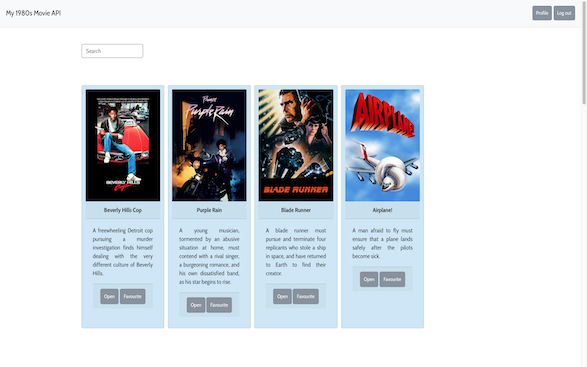 My 1980s Movie API
Profile
Log out
Search
BEVERLY HILLS
Cop
Prince
Purple Rain
BLADE RUNNER
AIRPLANE!
Beverly Hills Cop
Purple Rain
Blade Runner
Airplane!
A freewheeling Detroit cop
pursuing a murder
investigation finds himself
dealing with the very
different culture of Beverly
Hills.
Open
Favourite
A young musician,
tormented by an abusive
situation at home, must
contend with a rival singer,
a burgeoning romance, and
his own dissatisfied band,
as his star begins to rise.
Open
Favourite
A blade runner must
pursue and terminate four
replicants who stole a ship
in space, and have returned
to Earth to find their
creator.
Open
Favourite
A man afraid to fly must
ensure that a plane lands
safely after the pilots
become sick.
Open
Favourite